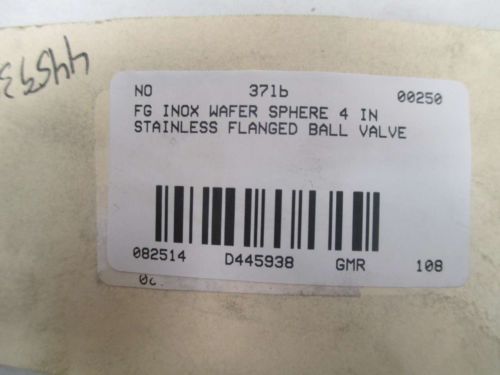 NO 371b 00250
FG INOX WAFER SPHERE 4 IN
STAINLESS FLANGED BALL VALVE
082514 D445938 GMR 108